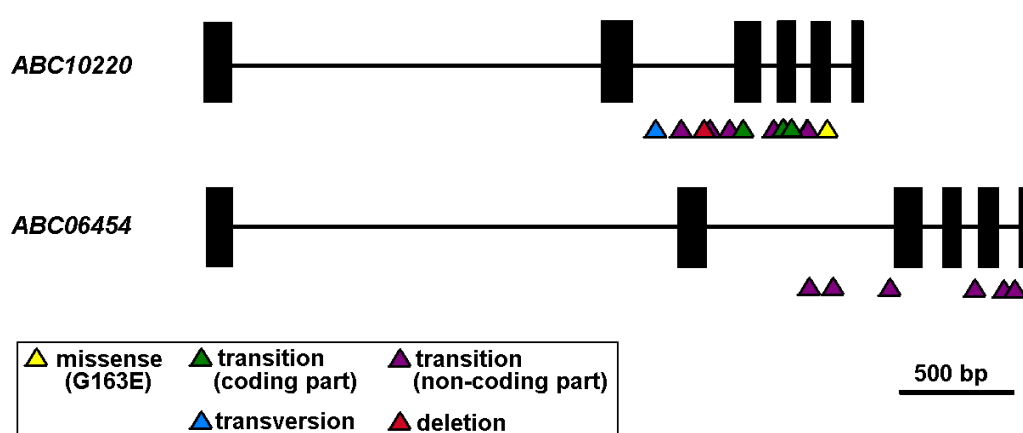 ABC10220
ABC06454
missense
(G163E)
transition
(coding part)
transition
(non-coding part)
transversion
deletion
500 bp